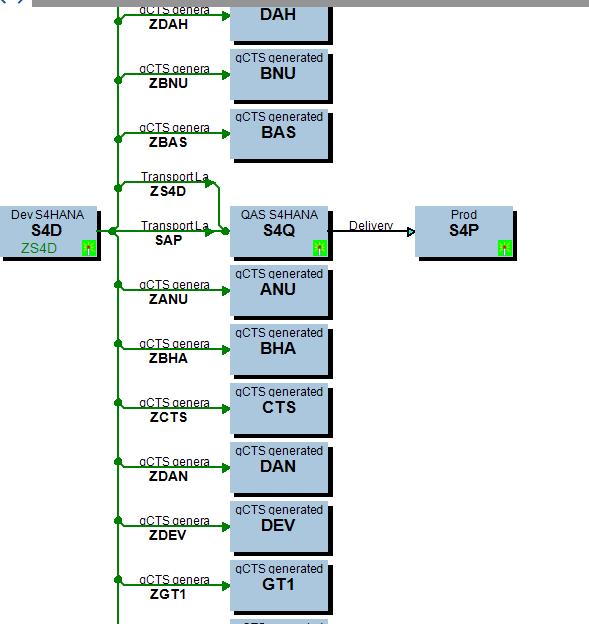 qCTS genera
ZDAH
DAH
qCTS genera
ZBNU
qCTS generated
BNU
qCTS genera
ZBAS
qCTS generated
BAS
Transport La
ZS4D
Dev S4HANA
S4D
ZS4D
Transport La
SAP
QAS S4HANA
S4Q
Delivery
Prod
S4P
qCTS genera
ZANU
qCTS generated
ANU
qCTS genera
ZBHA
qCTS generated
BHA
qCTS genera
ZCTS
qCTS generated
CTS
qCTS genera
ZDAN
qCTS generated
DAN
qCTS genera
ZDEV
qCTS generated
DEV
qCTS genera
ZGT1
qCTS generated
GT1